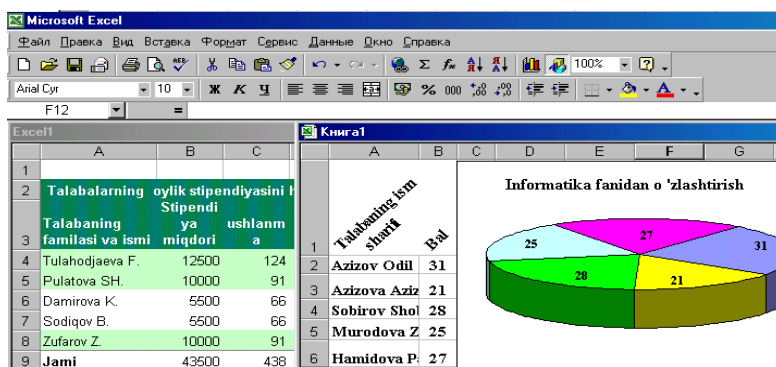 Microsoft Excel
Файл Правка Вид Вставка Формат Сервис Данные Окно Справка
100%
Arial Cyr 10 Ж К Ч % 000
F12 =
Excel1
A B C
1
2 Talabalarning oylik stipendiyasini h
3 Talabaning familasi va ismi Stipendi ya miqdori ushlanm a
4 Tulahodjaeva F. 12500 124
5 Pulatova SH. 10000 91
6 Damirova K. 5500 66
7 Sodiqov B. 5500 66
8 Zufarov Z. 10000 91
9 Jami 43500 438
Книга1
A B C D E F G
1 Talabaning ism sharif Bal
2 Azizov Odil 31
3 Azizova Aziz 21
4 Sobirov Shol 28
5 Murodova Z 25
6 Hamidova P 27
Informatika fanidan o 'zlashtirish
25
27
31
28
21